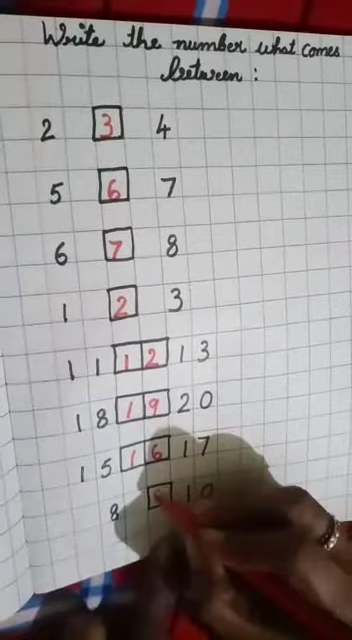 Write the number what comes
between :
2 3 4
5 6 7
6 7 8
1 2 3
11 12 13
18 19 20
15 16 17
8 10